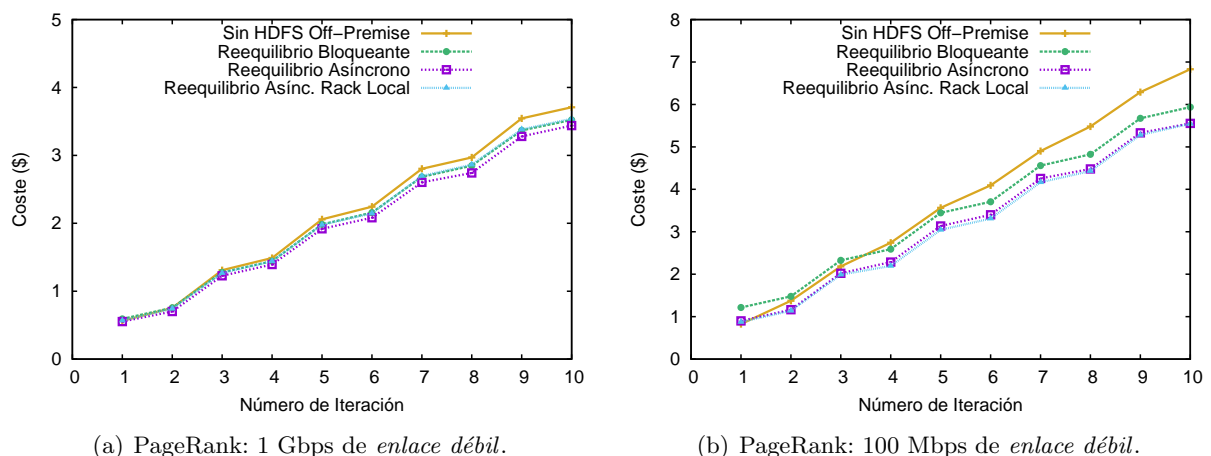 Sin HDFS Off−Premise
Reequilibrio Bloqueante
Reequilibrio Asíncrono
Reequilibrio Asínc. Rack Local
5
4
3
2
1
0
Coste ($)
0 1 2 3 4 5 6 7 8 9 10
Número de Iteración
(a) PageRank: 1 Gbps de enlace débil.
Sin HDFS Off−Premise
Reequilibrio Bloqueante
Reequilibrio Asíncrono
Reequilibrio Asínc. Rack Local
8
7
6
5
4
3
2
1
0
Coste ($)
0 1 2 3 4 5 6 7 8 9 10
Número de Iteración
(b) PageRank: 100 Mbps de enlace débil.